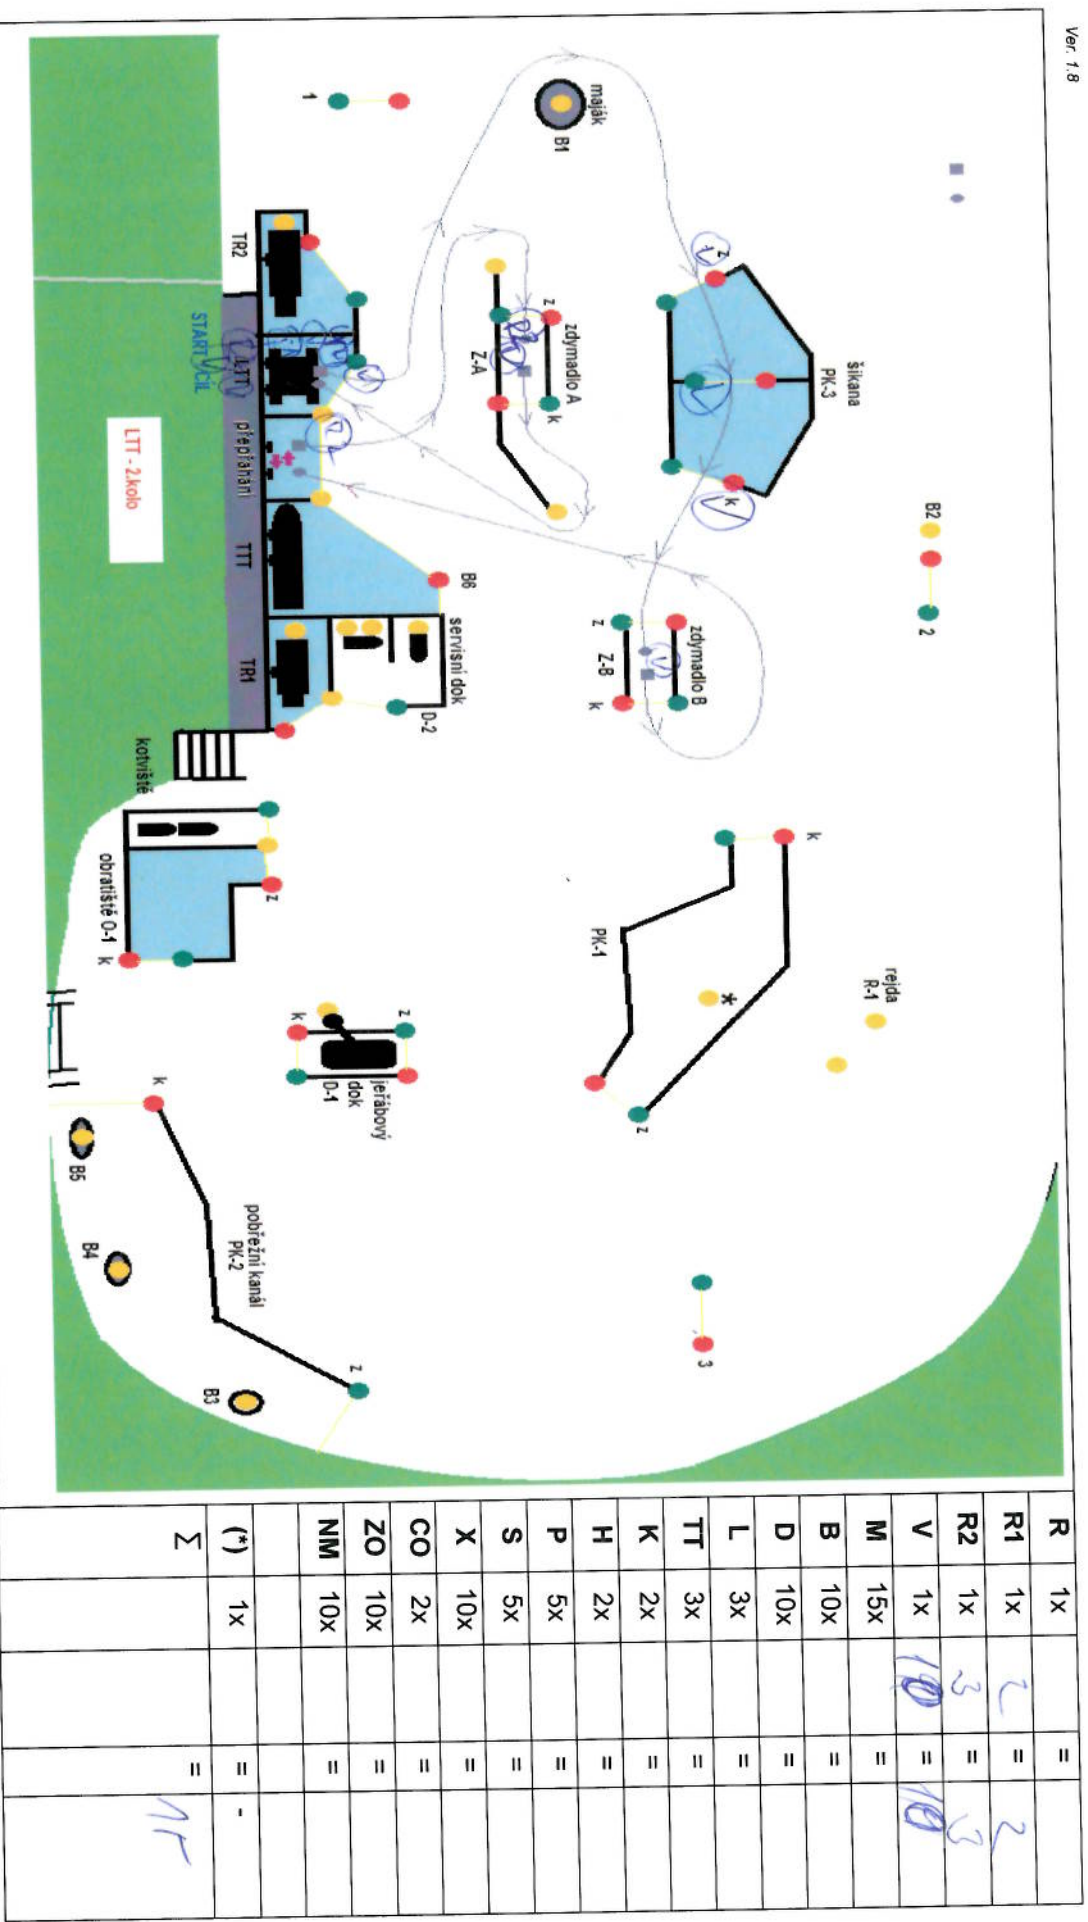 Ver. 1.8
maják
B1
1
šikana
PK-3
z
k
B2
2
zdymadlo A
z
k
Z-A
zdymadlo B
z
Z-B
k
TR2
START
CÍL
LTT
přepřahání
TTT
TR1
B6
servisní dok
D-2
LTT - 2.kolo
kotviště
obratiště O-1
z
k
k
PK-1
*
rejda
R-1
z
z
k
jeřábový
dok
D-1
3
k
pobřežní kanál
PK-2
z
B5
B4
B3
R 1x =
R1 1x 2 = 2
R2 1x 3 = 3
V 1x 10 = 10
M 15x =
B 10x =
D 10x =
L 3x =
TT 3x =
K 2x =
H 2x =
P 5x =
S 5x =
X 10x =
CO 2x =
ZO 10x =
NM 10x =
(*) 1x = -
Σ = 15